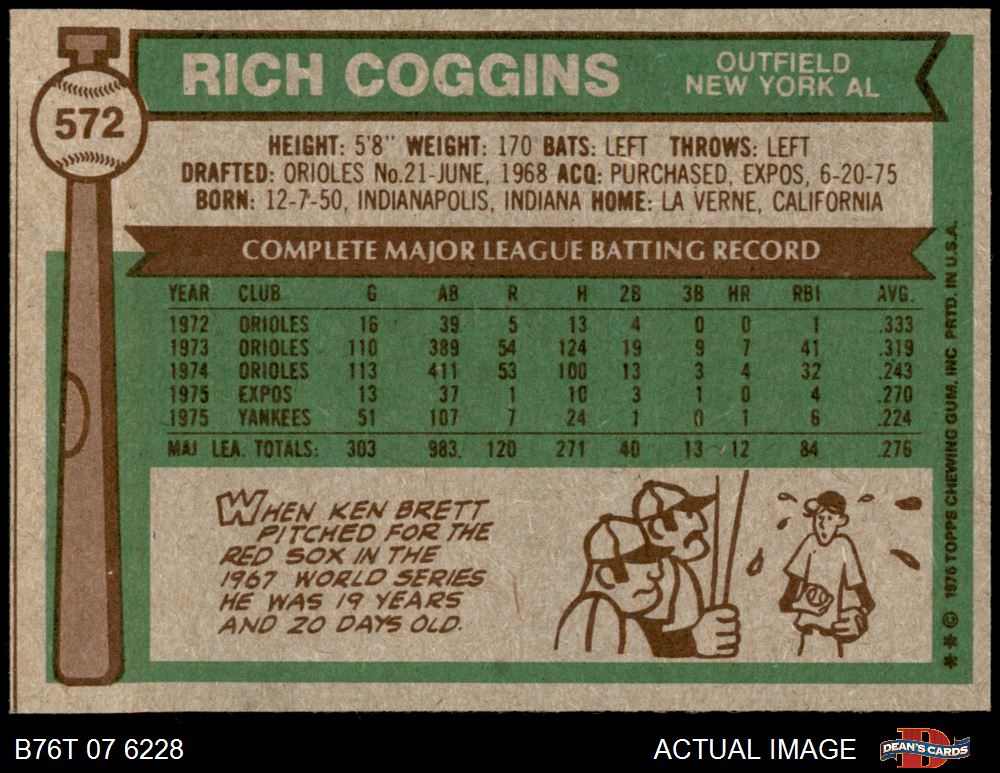 572
RICH COGGINS
OUTFIELD
NEW YORK AL
HEIGHT: 5'8" WEIGHT: 170 BATS: LEFT THROWS: LEFT
DRAFTED: ORIOLES No.21-JUNE, 1968 ACQ: PURCHASED, EXPOS, 6-20-75
BORN: 12-7-50, INDIANAPOLIS, INDIANA HOME: LA VERNE, CALIFORNIA
COMPLETE MAJOR LEAGUE BATTING RECORD
YEAR CLUB G AB R H 2B 3B HR RBI AVG.
1972 ORIOLES 16 39 5 13 4 0 0 1 .333
1973 ORIOLES 110 389 54 124 19 9 7 41 .319
1974 ORIOLES 113 411 53 100 13 3 4 32 .243
1975 EXPOS 13 37 1 10 3 1 0 4 .270
1975 YANKEES 51 107 7 24 1 0 1 6 .224
MAJ LEA. TOTALS: 303 983. 120 271 40 13 12 84 .276
WHEN KEN BRETT
PITCHED FOR THE
RED SOX IN THE
1967 WORLD SERIES
HE WAS 19 YEARS
AND 20 DAYS OLD.
** © 1976 TOPPS CHEWING GUM, INC PRTD. IN U.S.A.
B76T 07 6228
ACTUAL IMAGE
DEAN'S CARDS